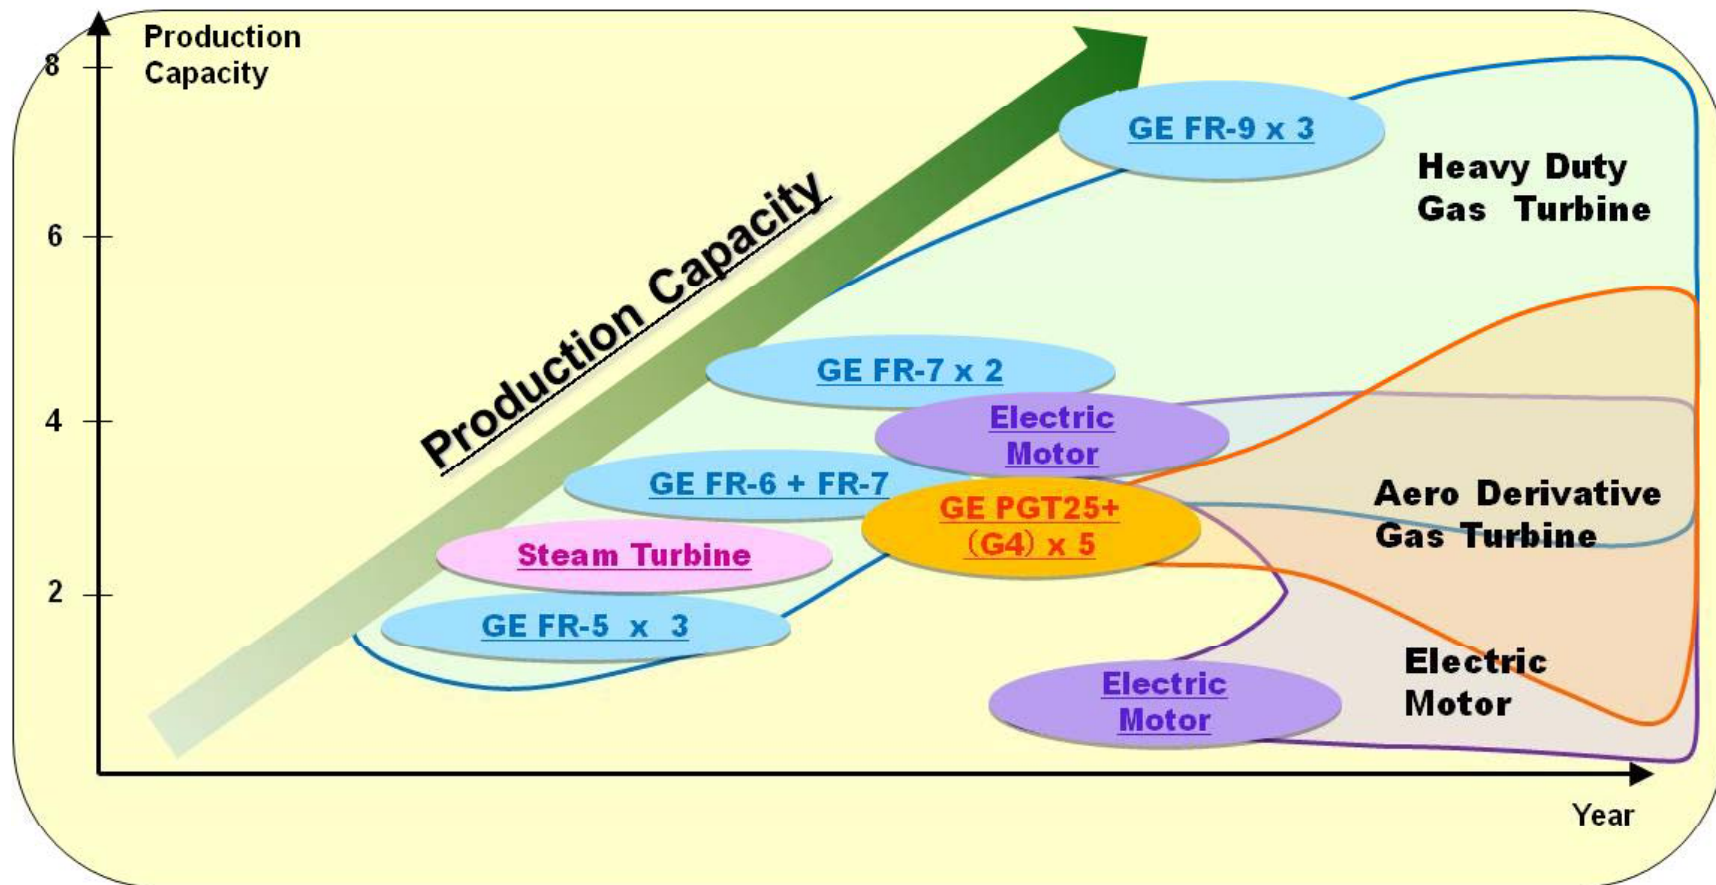 Production
Capacity
8
6
4
2
Production Capacity
GE FR-9 x 3
Heavy Duty
Gas Turbine
GE FR-7 x 2
Electric
Motor
GE FR-6 + FR-7
GE PGT25+
(G4) x 5
Aero Derivative
Gas Turbine
Steam Turbine
GE FR-5 x 3
Electric
Motor
Electric
Motor
Year